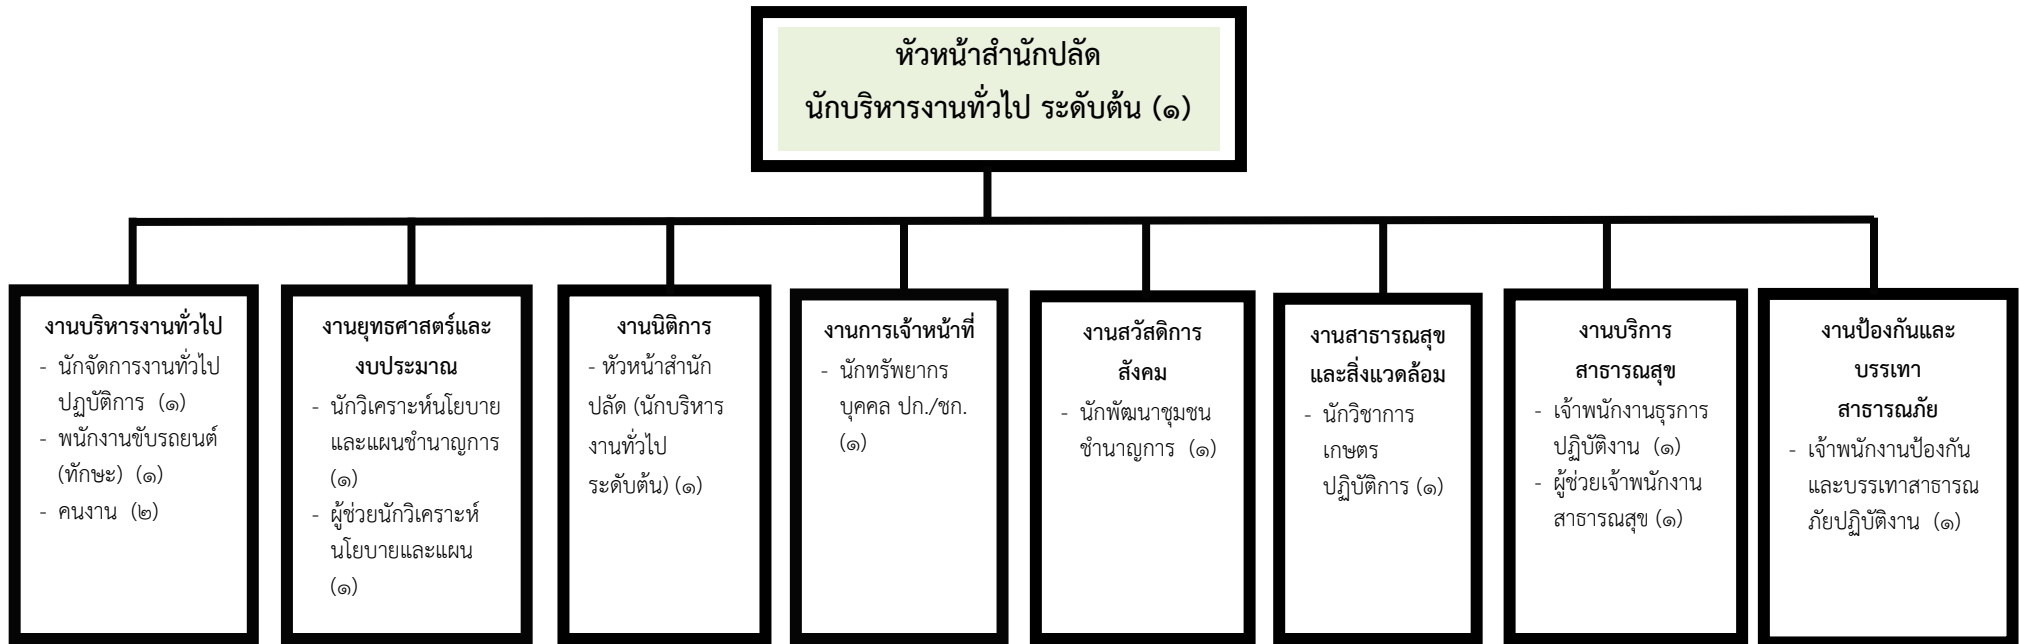 หัวหน้าสำนักปลัด
นักบริหารงานทั่วไป ระดับต้น (๑)
งานบริหารงานทั่วไป
- นักจัดการงานทั่วไป
ปฏบัติการ (๑)
- พนักงานขับรถยนต์
(ทักษะ) (๑)
- คนงาน (๒)
งานยุทธศาสตร์และ
งบประมาณ
- นักวิเคราะห์นโยบาย
และแผนชำนาญการ
(๑)
- ผู้ช่วยนักวิเคราะห์
นโยบายและแผน
(๑)
งานนิติการ
- หัวหน้าสำนัก
ปลัด (นักบริหาร
งานทั่วไป
ระดับต้น) (๑)
งานการเจ้าหน้าที่
- นักทรัพยากร
บุคคล ปก./ชก.
(๑)
งานสวัสดิการ
สังคม
- นักพัฒนาชุมชน
ชำนาญการ (๑)
งานสาธารณสุข
และสิ่งแวดล้อม
- นักวิชาการ
เกษตร
ปฏิบัติการ (๑)
งานบริการ
สาธารณสุข
- เจ้าพนักงานธุรการ
ปฏิบัติงาน (๑)
- ผู้ช่วยเจ้าพนักงาน
สาธารณสุข (๑)
งานป้องกันและ
บรรเทา
สาธารณภัย
- เจ้าพนักงานป้องกัน
และบรรเทาสาธารณ
ภัยปฏิบัติงาน (๑)